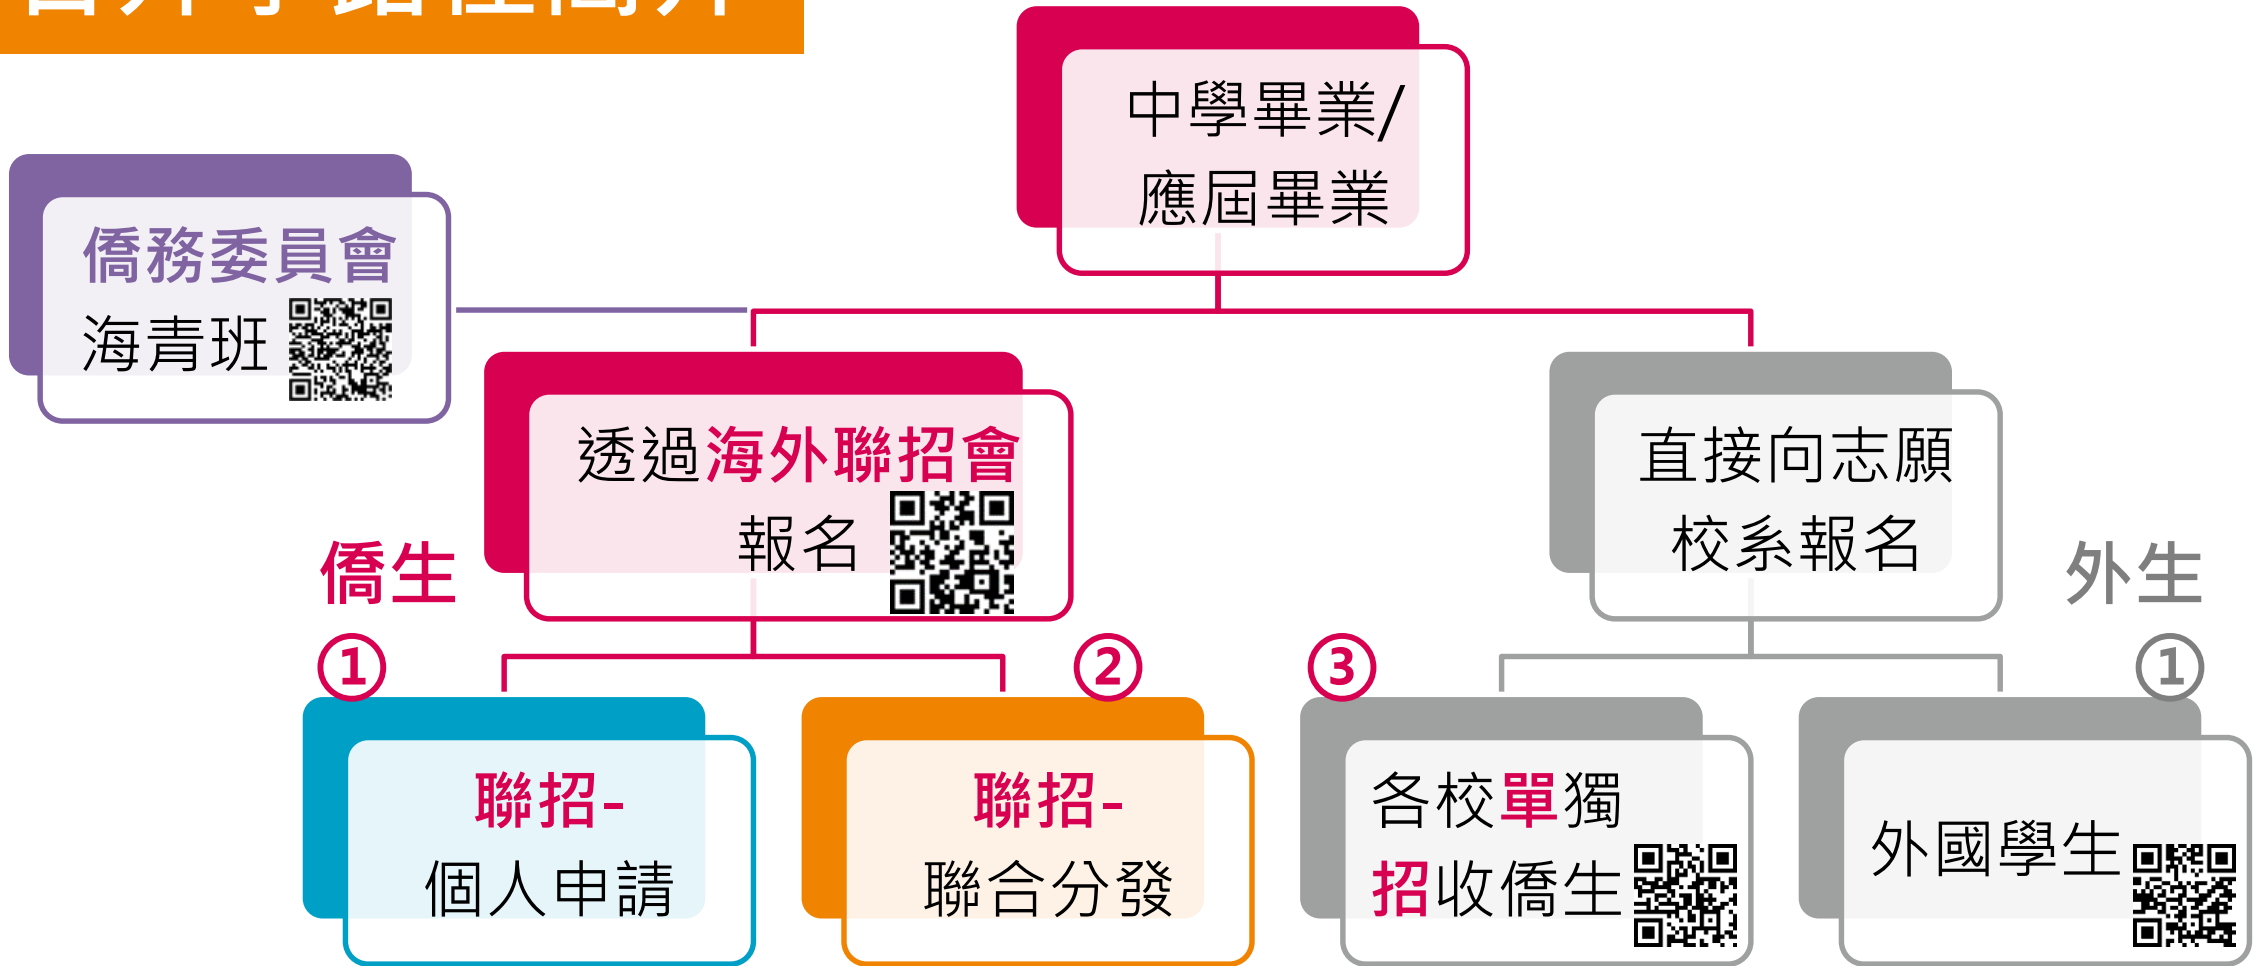 中學畢業/
應屆畢業
僑務委員會
海青班
透過海外聯招會
報名
直接向志願
校系報名
僑生
外生
①
②
③
①
聯招-
個人申請
聯招-
聯合分發
各校單獨
招收僑生
外國學生